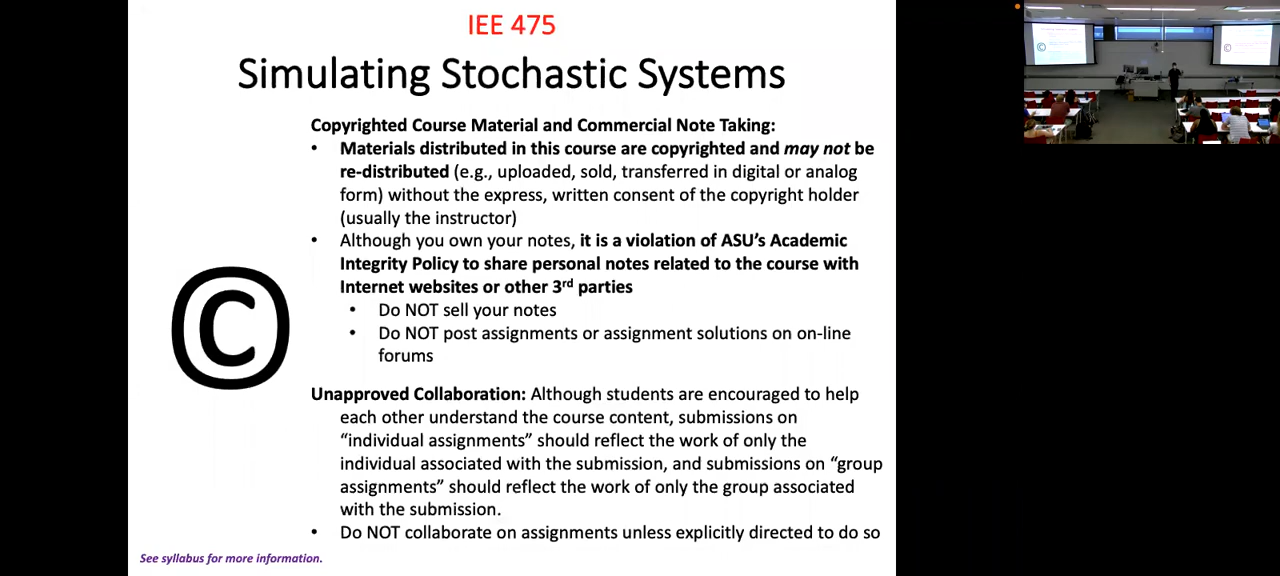 IEE 475
Simulating Stochastic Systems
Copyrighted Course Material and Commercial Note Taking:
• Materials distributed in this course are copyrighted and may not be
re-distributed (e.g., uploaded, sold, transferred in digital or analog
form) without the express, written consent of the copyright holder
(usually the instructor)
• Although you own your notes, it is a violation of ASU’s Academic
Integrity Policy to share personal notes related to the course with
Internet websites or other 3rd parties
• Do NOT sell your notes
• Do NOT post assignments or assignment solutions on on-line
forums
©
Unapproved Collaboration: Although students are encouraged to help
each other understand the course content, submissions on
“individual assignments” should reflect the work of only the
individual associated with the submission, and submissions on “group
assignments” should reflect the work of only the group associated
with the submission.
• Do NOT collaborate on assignments unless explicitly directed to do so
See syllabus for more information.